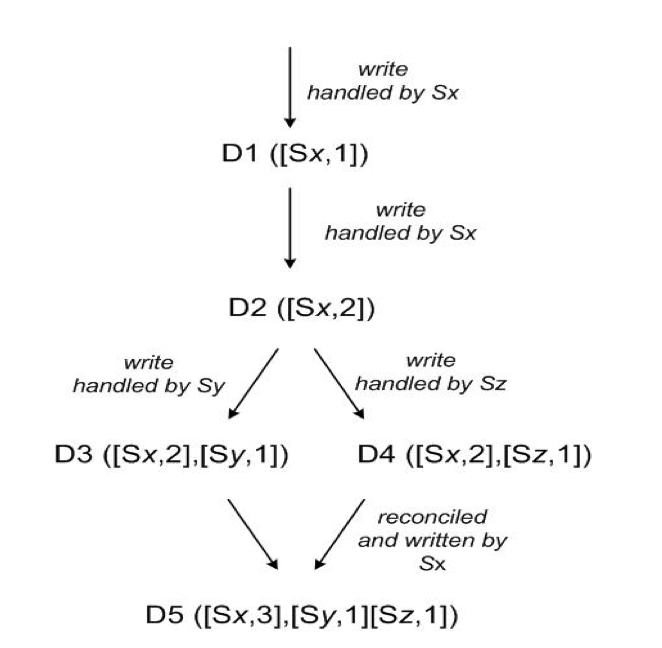 write
handled by Sx
D1 ([Sx,1])
write
handled by Sx
D2 ([Sx,2])
write
handled by Sy
write
handled by Sz
D3 ([Sx,2],[Sy,1])
D4 ([Sx,2],[Sz,1])
reconciled
and written by
Sx
D5 ([Sx,3],[Sy,1][Sz,1])